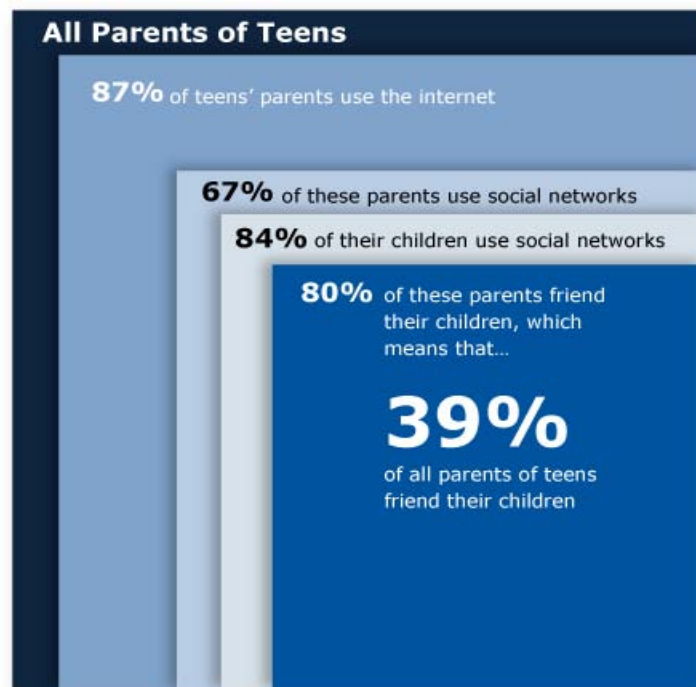 All Parents of Teens
87% of teens’ parents use the internet
67% of these parents use social networks
84% of their children use social networks
80% of these parents friend
their children, which
means that…
39%
of all parents of teens
friend their children